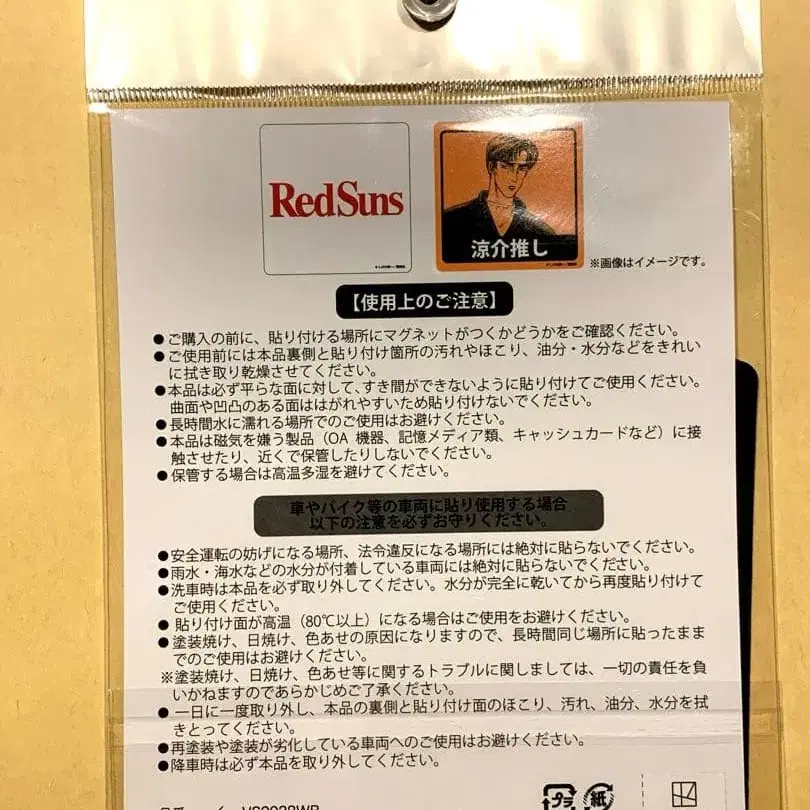 RedSuns
涼介推し
※画像はイメージです。
【使用上のご注意】
●ご購入の前に、貼り付ける場所にマグネットがつくかどうかをご確認ください。
●ご使用前には本品裏側と貼り付け箇所の汚れやほこり、油分・水分などをきれい
に拭き取り乾燥させてください。
●本品は必ず平らな面に対して、すき間ができないように貼り付けてご使用ください。
曲面や凹凸のある面ははがれやすいため貼り付けないでください。
●長時間水に濡れる場所でのご使用はお避けください。
●本品は磁気を嫌う製品（OA 機器、記憶メディア類、キャッシュカードなど）に接
触させたり、近くで保管したりしないでください。
●保管する場合は高温多湿を避けてください。
車やバイク等の車両に貼り使用する場合
以下の注意を必ずお守りください。
●安全運転の妨げになる場所、法令違反になる場所には絶対に貼らないでください。
●雨水・海水などの水分が付着している車両には絶対に貼らないでください。
●洗車時は本品を必ず取り外してください。水分が完全に乾いてから再度貼り付けて
ご使用ください。
●貼り付け面が高温（80℃以上）になる場合はご使用をお避けください。
●塗装焼け、日焼け、色あせの原因になりますので、長時間同じ場所に貼ったまま
でのご使用はお避けください。
※塗装焼け、日焼け、色あせ等に関するトラブルに関しましては、一切の責任を負
いかねますのであらかじめご了承ください。
●一日に一度取り外し、本品の裏側と貼り付け面のほこり、汚れ、油分、水分を拭
きとってください。
●再塗装や塗装が劣化している車両へのご使用はお避けください。
●降車時は必ず本品を取り外してください。
プラ
紙